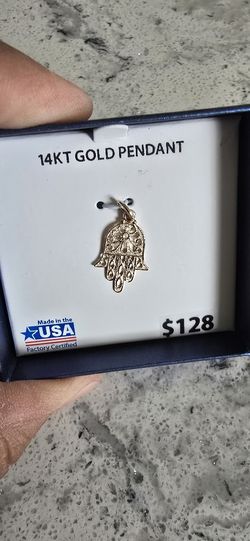 14KT GOLD PENDANT
Made in the
USA
Factory Certified
$128